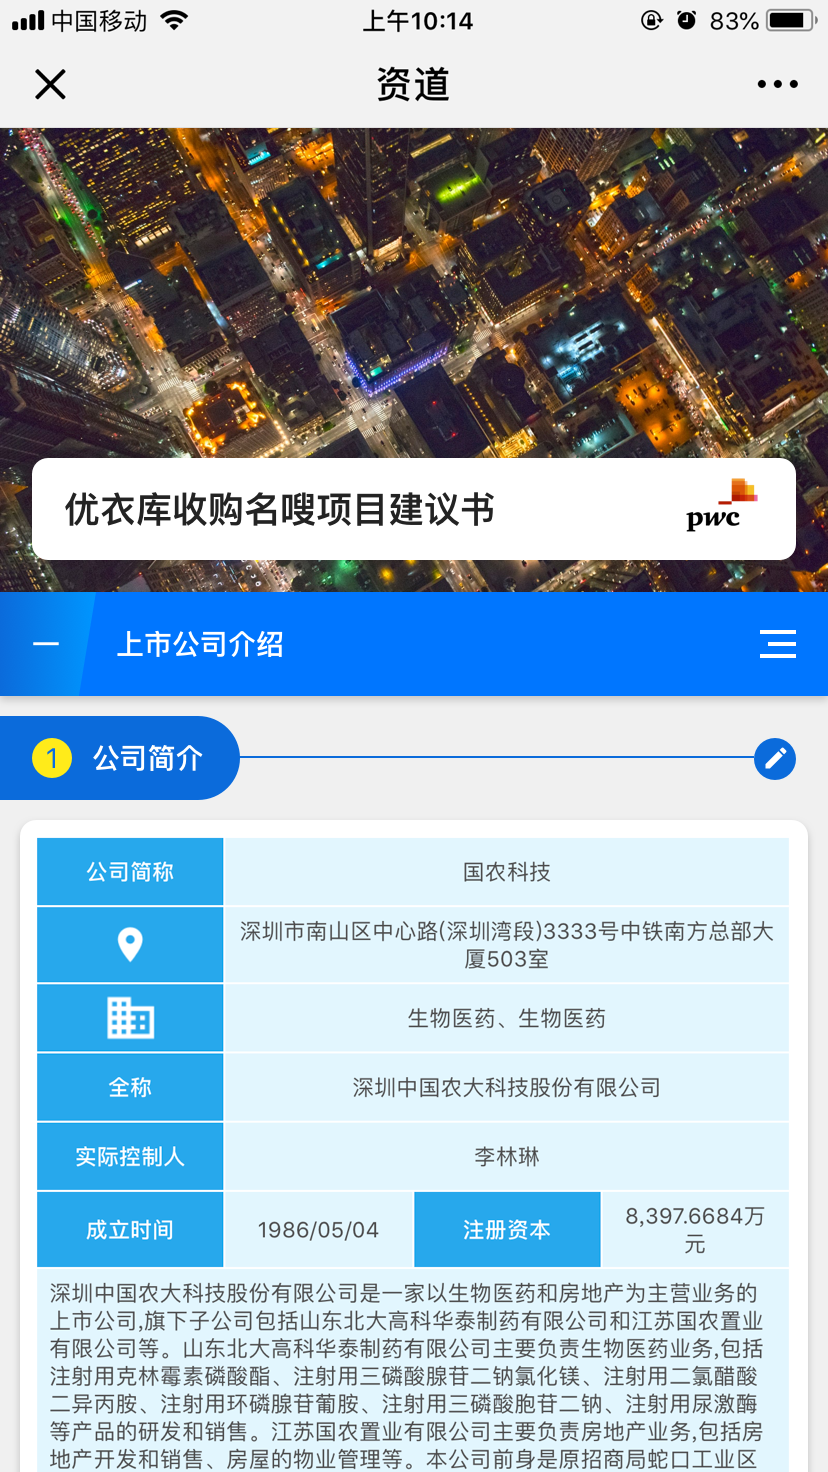 中国移动
上午10:14
83%
资道
优衣库收购名嗖项目建议书
pwc
上市公司介绍
1 公司简介
公司简称 国农科技
深圳市南山区中心路(深圳湾段)3333号中铁南方总部大
厦503室
生物医药、生物医药
全称 深圳中国农大科技股份有限公司
实际控制人 李林琳
成立时间 1986/05/04 注册资本 8,397.6684万
元
深圳中国农大科技股份有限公司是一家以生物医药和房地产为主营业务的
上市公司,旗下子公司包括山东北大高科华泰制药有限公司和江苏国农置业
有限公司等。山东北大高科华泰制药有限公司主要负责生物医药业务,包括
注射用克林霉素磷酸酯、注射用三磷酸腺苷二钠氯化镁、注射用二氯醋酸
二异丙胺、注射用环磷腺苷葡胺、注射用三磷酸胞苷二钠、注射用尿激酶
等产品的研发和销售。江苏国农置业有限公司主要负责房地产业务,包括房
地产开发和销售、房屋的物业管理等。本公司前身是原招商局蛇口工业区